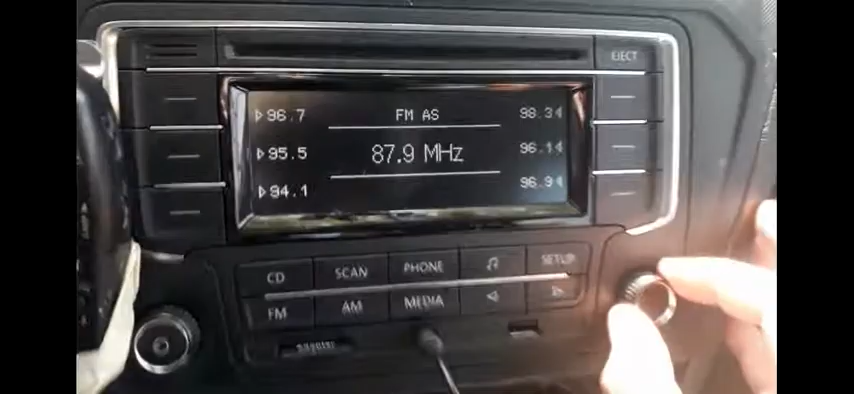 EJECT
▷96.7 FM AS 98.3◁
▷95.5 87.9 MHz 96.1◁
▷94.1 96.9◁
CD SCAN PHONE SETUP
FM AM MEDIA